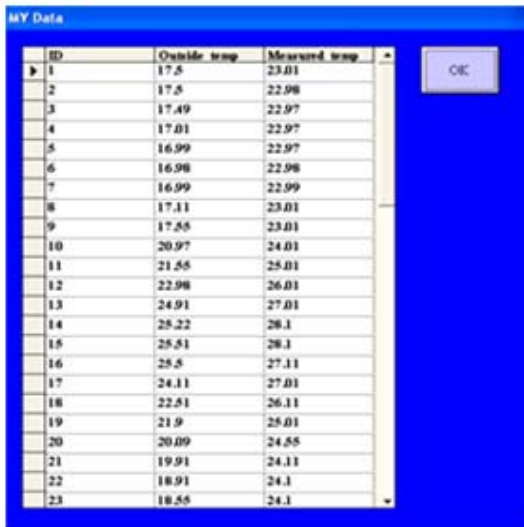 MY Data
ID Outside temp Measured temp
1 17.5 23.01
OK
2 17.5 22.98
3 17.49 22.97
4 17.01 22.97
5 16.99 22.97
6 16.98 22.98
7 16.99 22.99
8 17.11 23.01
9 17.55 23.01
10 20.97 24.01
11 21.55 25.01
12 22.98 26.01
13 24.91 27.01
14 25.22 28.1
15 25.51 28.1
16 25.5 27.11
17 24.11 27.01
18 22.51 26.11
19 21.9 25.01
20 20.09 24.55
21 19.91 24.11
22 18.91 24.1
23 18.55 24.1